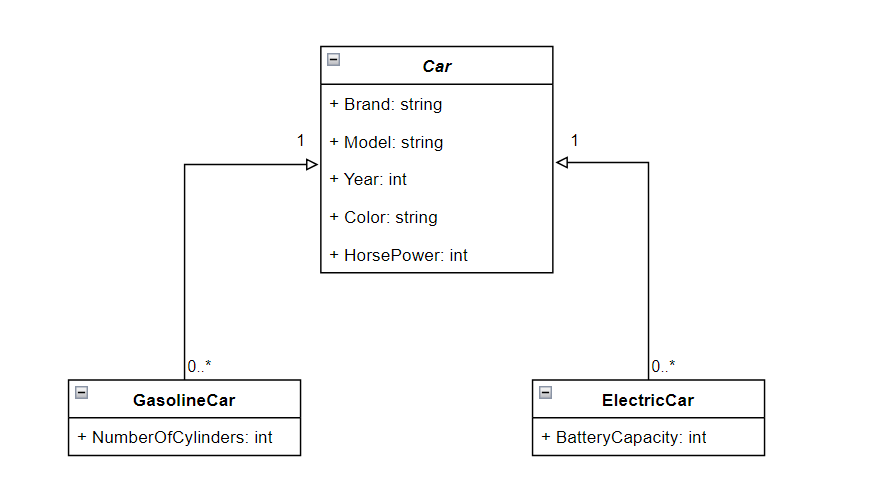 Car
+ Brand: string
+ Model: string
+ Year: int
+ Color: string
+ HorsePower: int
1
1
0..*
0..*
GasolineCar
+ NumberOfCylinders: int
ElectricCar
+ BatteryCapacity: int